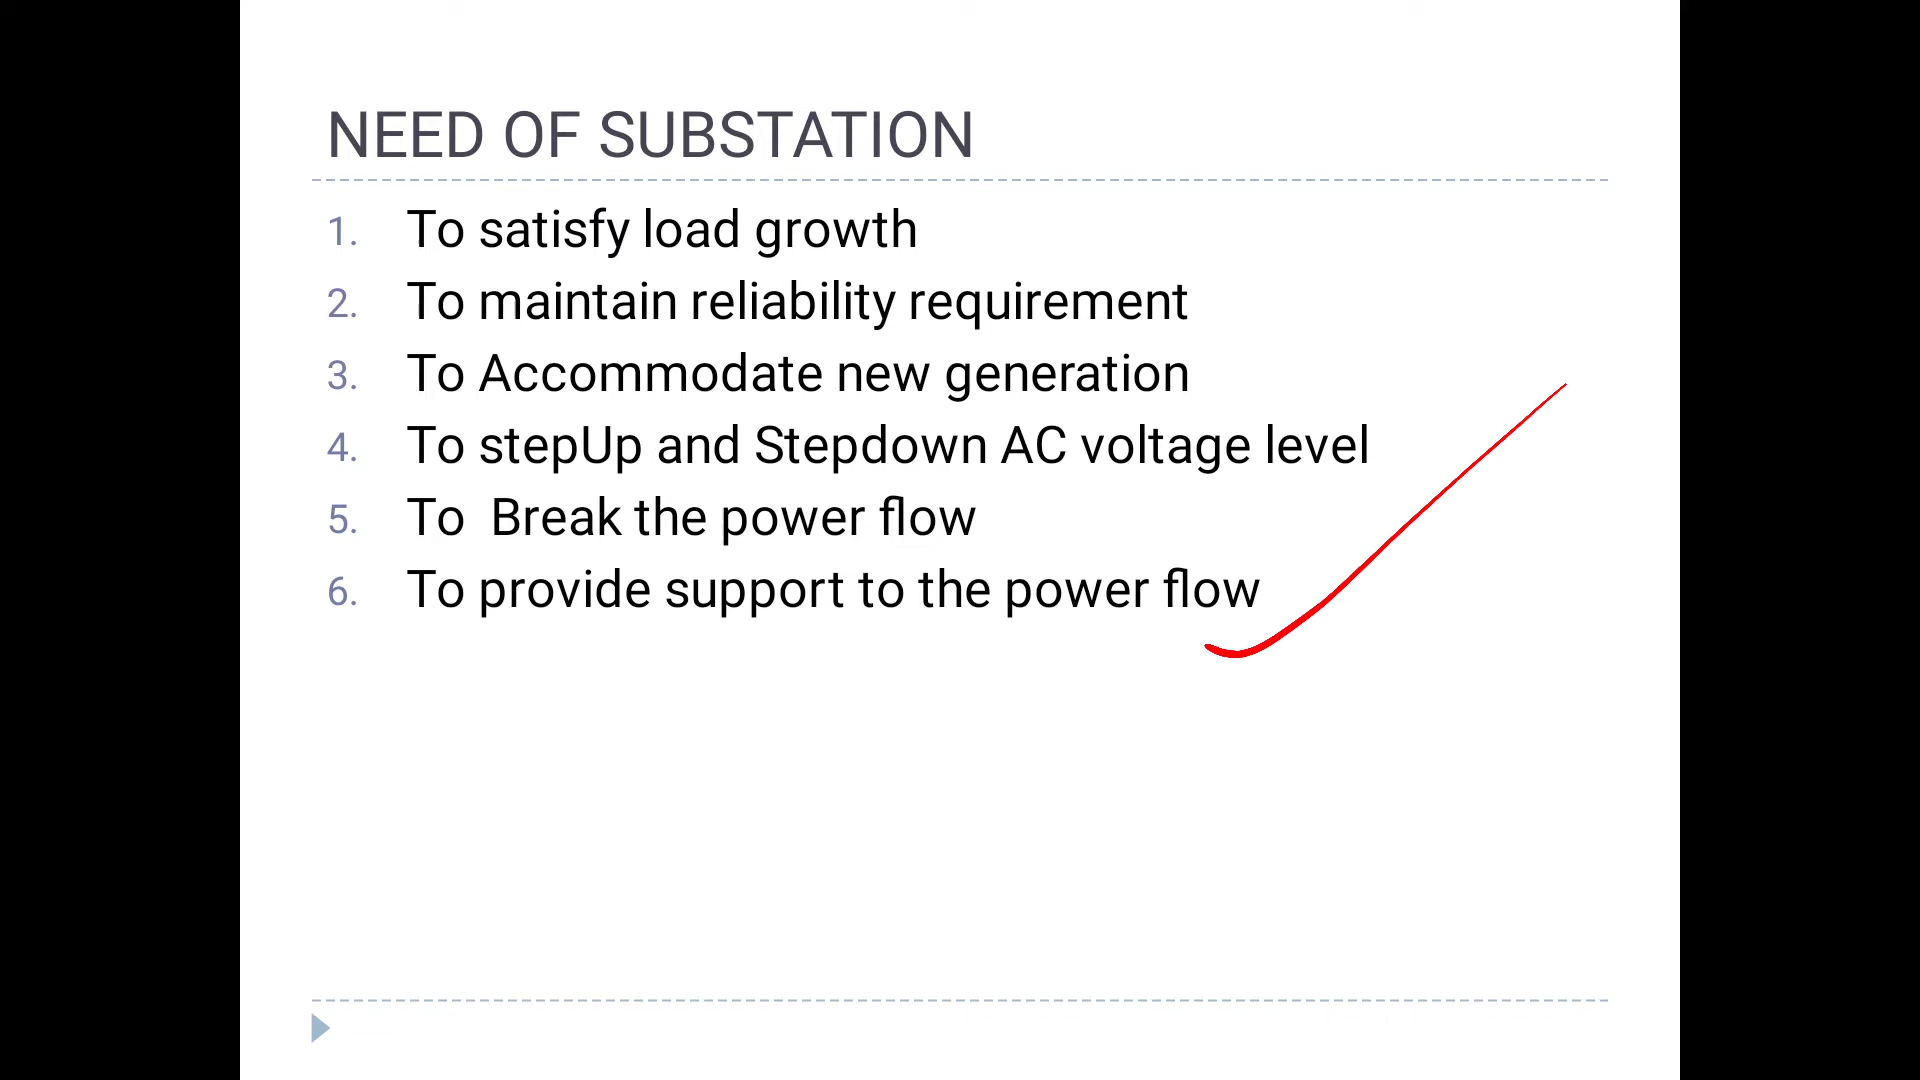 NEED OF SUBSTATION
1. To satisfy load growth
2. To maintain reliability requirement
3. To Accommodate new generation
4. To stepUp and Stepdown AC voltage level
5. To  Break the power flow
6. To provide support to the power flow